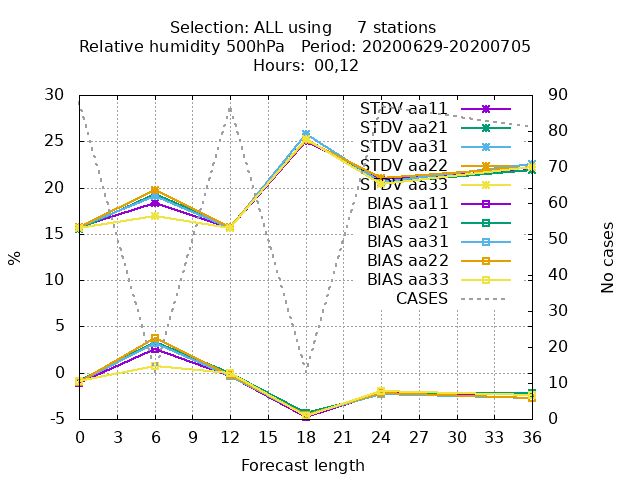 Selection: ALL using     7 stations
Relative humidity 500hPa   Period: 20200629-20200705
Hours:  00,12
30
25
20
15
10
5
0
-5
90
80
70
60
50
40
30
20
10
0
%
No cases
STDV aa11
STDV aa21
STDV aa31
STDV aa22
STDV aa33
BIAS aa11
BIAS aa21
BIAS aa31
BIAS aa22
BIAS aa33
CASES
0 3 6 9 12 15 18 21 24 27 30 33 36
Forecast length